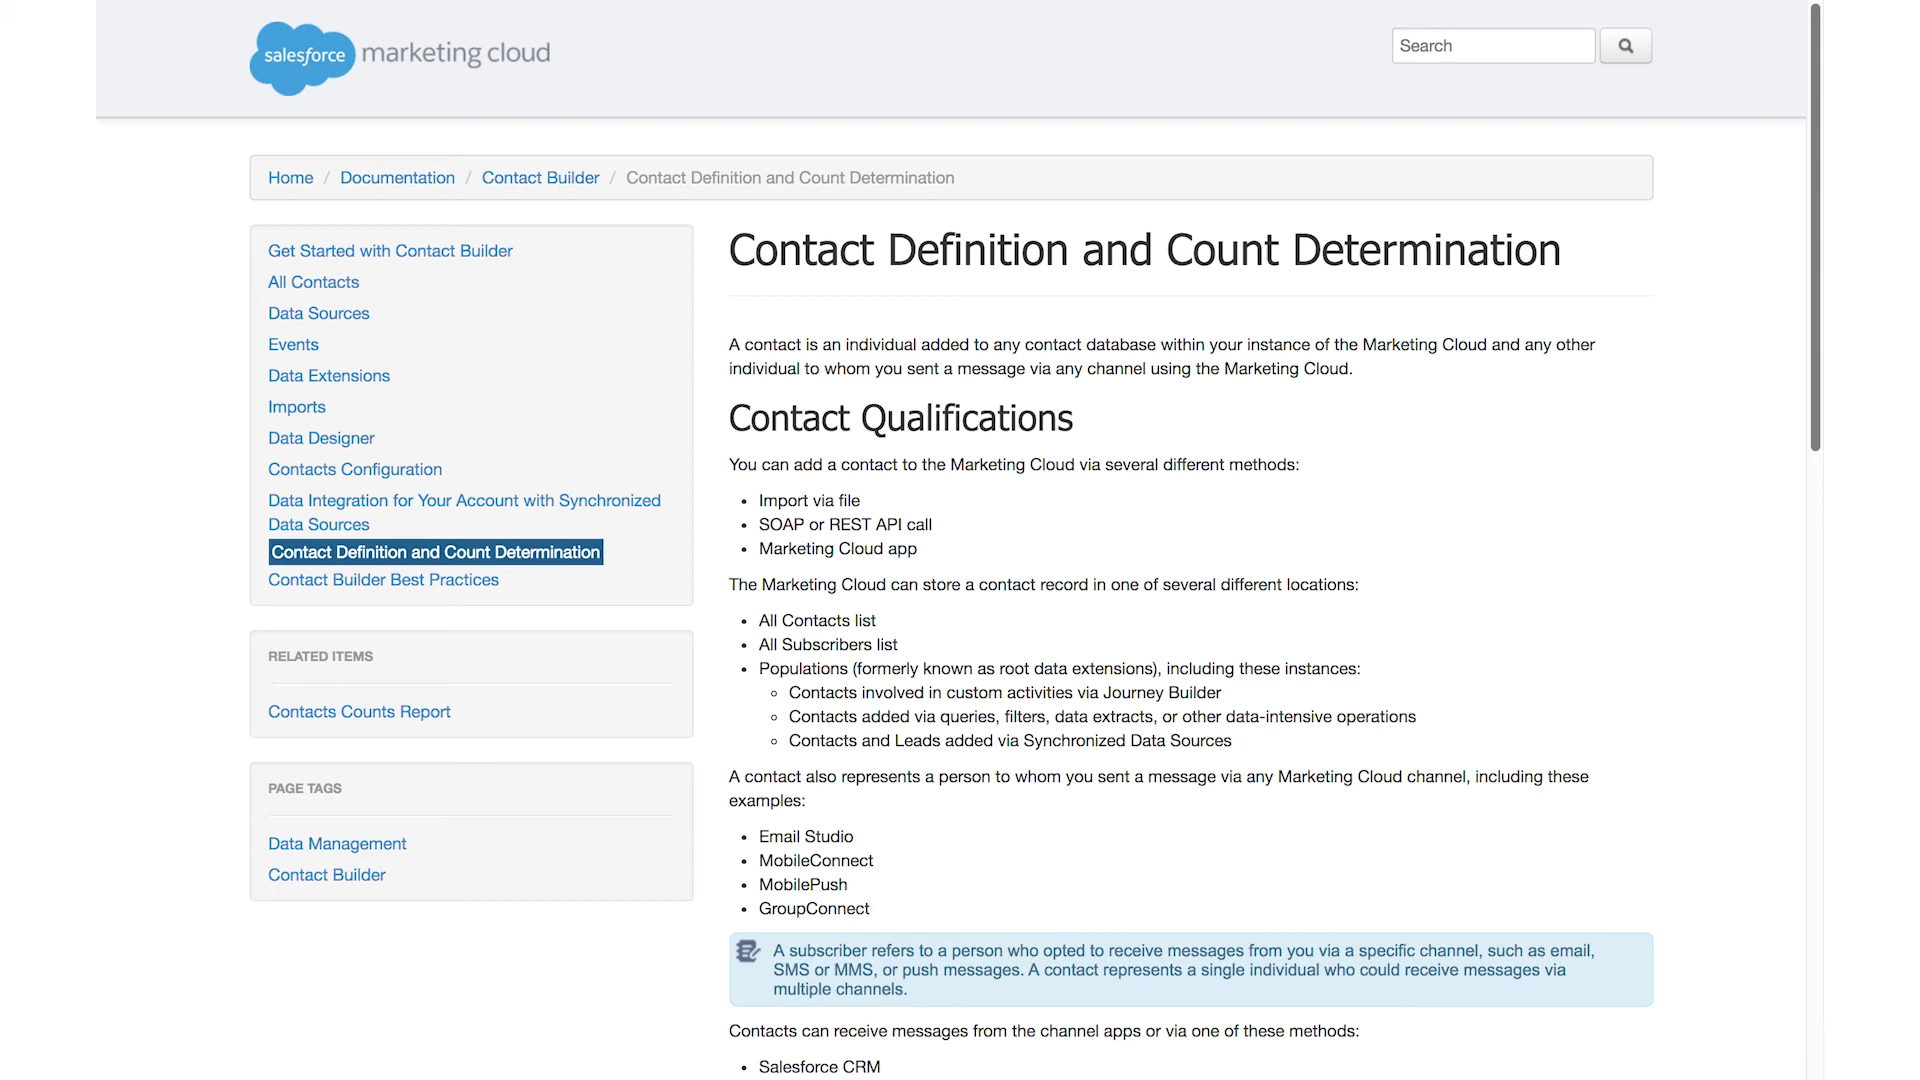 salesforce marketing cloud
Search
Home / Documentation / Contact Builder / Contact Definition and Count Determination
Get Started with Contact Builder
All Contacts
Data Sources
Events
Data Extensions
Imports
Data Designer
Contacts Configuration
Data Integration for Your Account with Synchronized
Data Sources
Contact Definition and Count Determination
Contact Builder Best Practices
RELATED ITEMS
Contacts Counts Report
PAGE TAGS
Data Management
Contact Builder
Contact Definition and Count Determination
A contact is an individual added to any contact database within your instance of the Marketing Cloud and any other
individual to whom you sent a message via any channel using the Marketing Cloud.
Contact Qualifications
You can add a contact to the Marketing Cloud via several different methods:
• Import via file
• SOAP or REST API call
• Marketing Cloud app
The Marketing Cloud can store a contact record in one of several different locations:
• All Contacts list
• All Subscribers list
• Populations (formerly known as root data extensions), including these instances:
◦ Contacts involved in custom activities via Journey Builder
◦ Contacts added via queries, filters, data extracts, or other data-intensive operations
◦ Contacts and Leads added via Synchronized Data Sources
A contact also represents a person to whom you sent a message via any Marketing Cloud channel, including these
examples:
• Email Studio
• MobileConnect
• MobilePush
• GroupConnect
A subscriber refers to a person who opted to receive messages from you via a specific channel, such as email,
SMS or MMS, or push messages. A contact represents a single individual who could receive messages via
multiple channels.
Contacts can receive messages from the channel apps or via one of these methods:
• Salesforce CRM